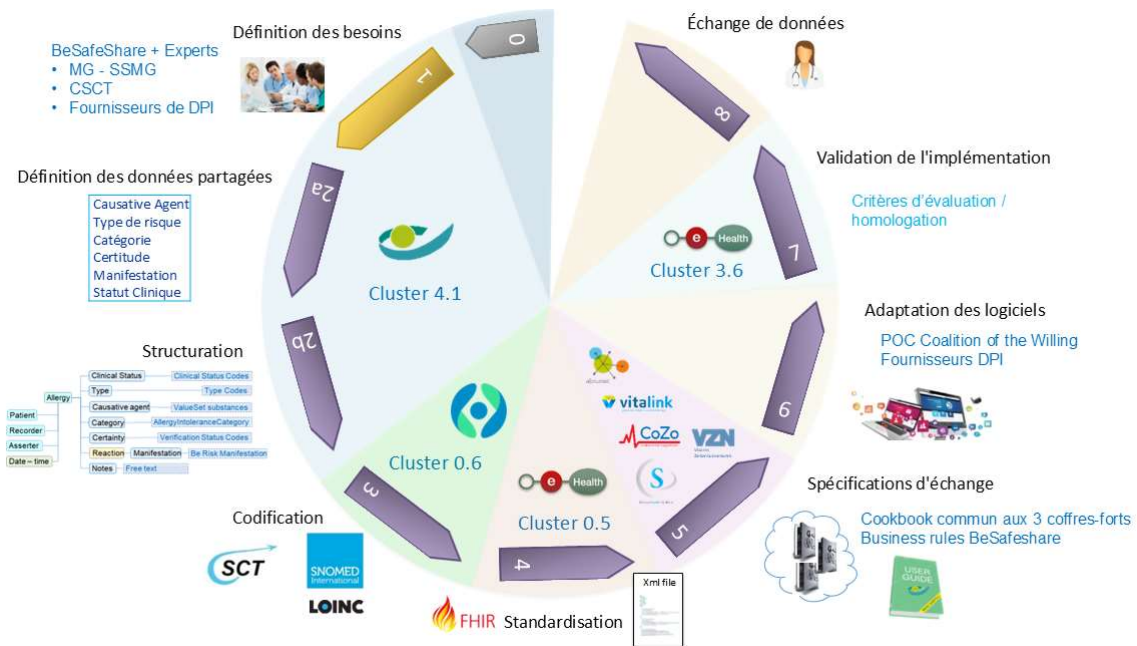 0
Définition des besoins
BeSafeShare + Experts
• MG - SSMG
• CSCT
• Fournisseurs de DPI
1
Définition des données partagées
Causative Agent
Type de risque
Catégorie
Certitude
Manifestation
Statut Clinique
2a
Cluster 4.1
2b
Structuration
Allergy
Patient
Recorder
Asserter
Date – time
Clinical Status
Clinical Status Codes
Type
Type Codes
Causative agent
ValueSet substances
Category
AllergyIntoleranceCategory
Certainty
Verification Status Codes
Reaction
Manifestation
Be Risk Manifestation
Notes
Free text
Cluster 0.6
3
Codification
SCT
SNOMED
International
LOINC
e Health
Cluster 0.5
4
FHIR Standardisation
Xml file
vitalink
CoZo
VZN
S
5
Spécifications d'échange
Cookbook commun aux 3 coffres-forts
Business rules BeSafeshare
USER
GUIDE
6
Adaptation des logiciels
POC Coalition of the Willing
Fournisseurs DPI
7
e Health
Cluster 3.6
Validation de l'implémentation
Critères d'évaluation /
homologation
8
Échange de données